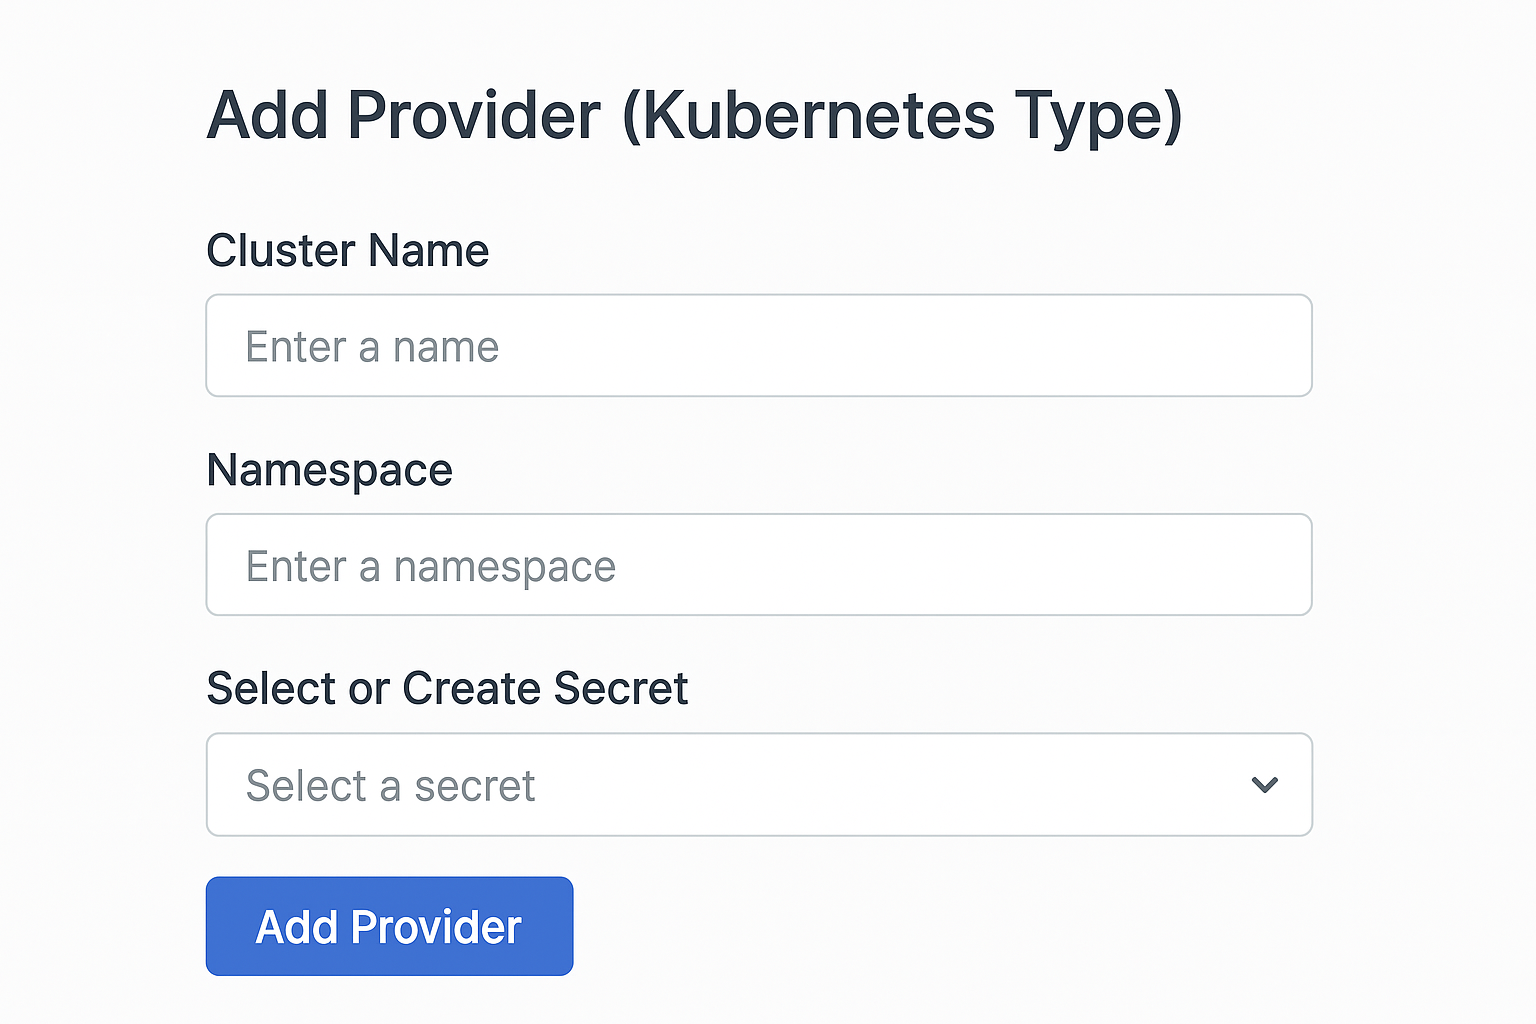 Add Provider (Kubernetes Type)
Cluster Name
Enter a name
Namespace
Enter a namespace
Select or Create Secret
Select a secret
Add Provider